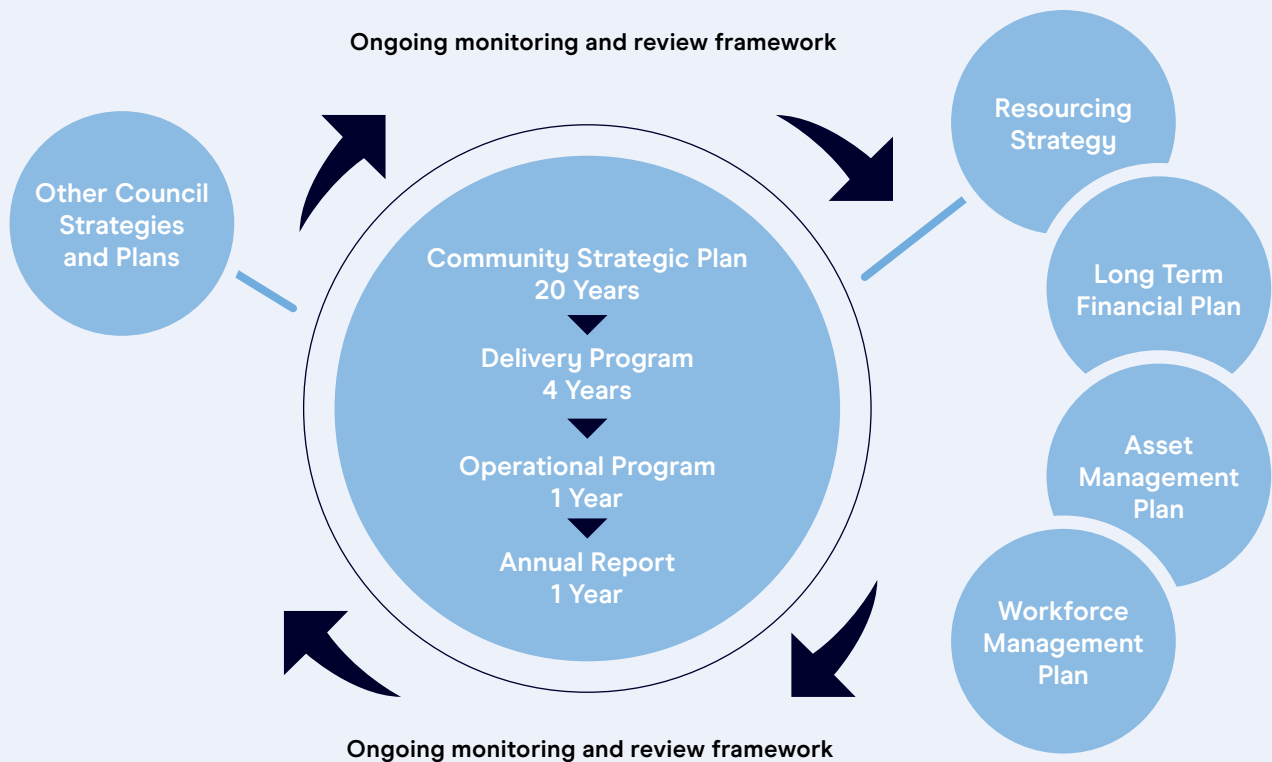 Ongoing monitoring and review framework
Other Council
Strategies
and Plans
Community Strategic Plan
20 Years
Delivery Program
4 Years
Operational Program
1 Year
Annual Report
1 Year
Resourcing
Strategy
Long Term
Financial Plan
Asset
Management
Plan
Workforce
Management
Plan
Ongoing monitoring and review framework